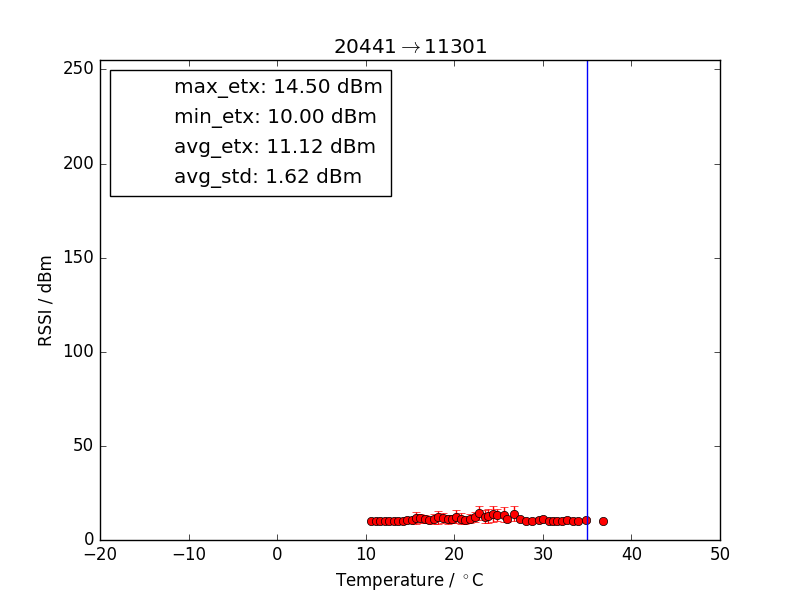 20441→11301
max_etx: 14.50 dBm
min_etx: 10.00 dBm
avg_etx: 11.12 dBm
avg_std: 1.62 dBm
RSSI / dBm
250
200
150
100
50
0
−20 −10 0 10 20 30 40 50
Temperature / °C